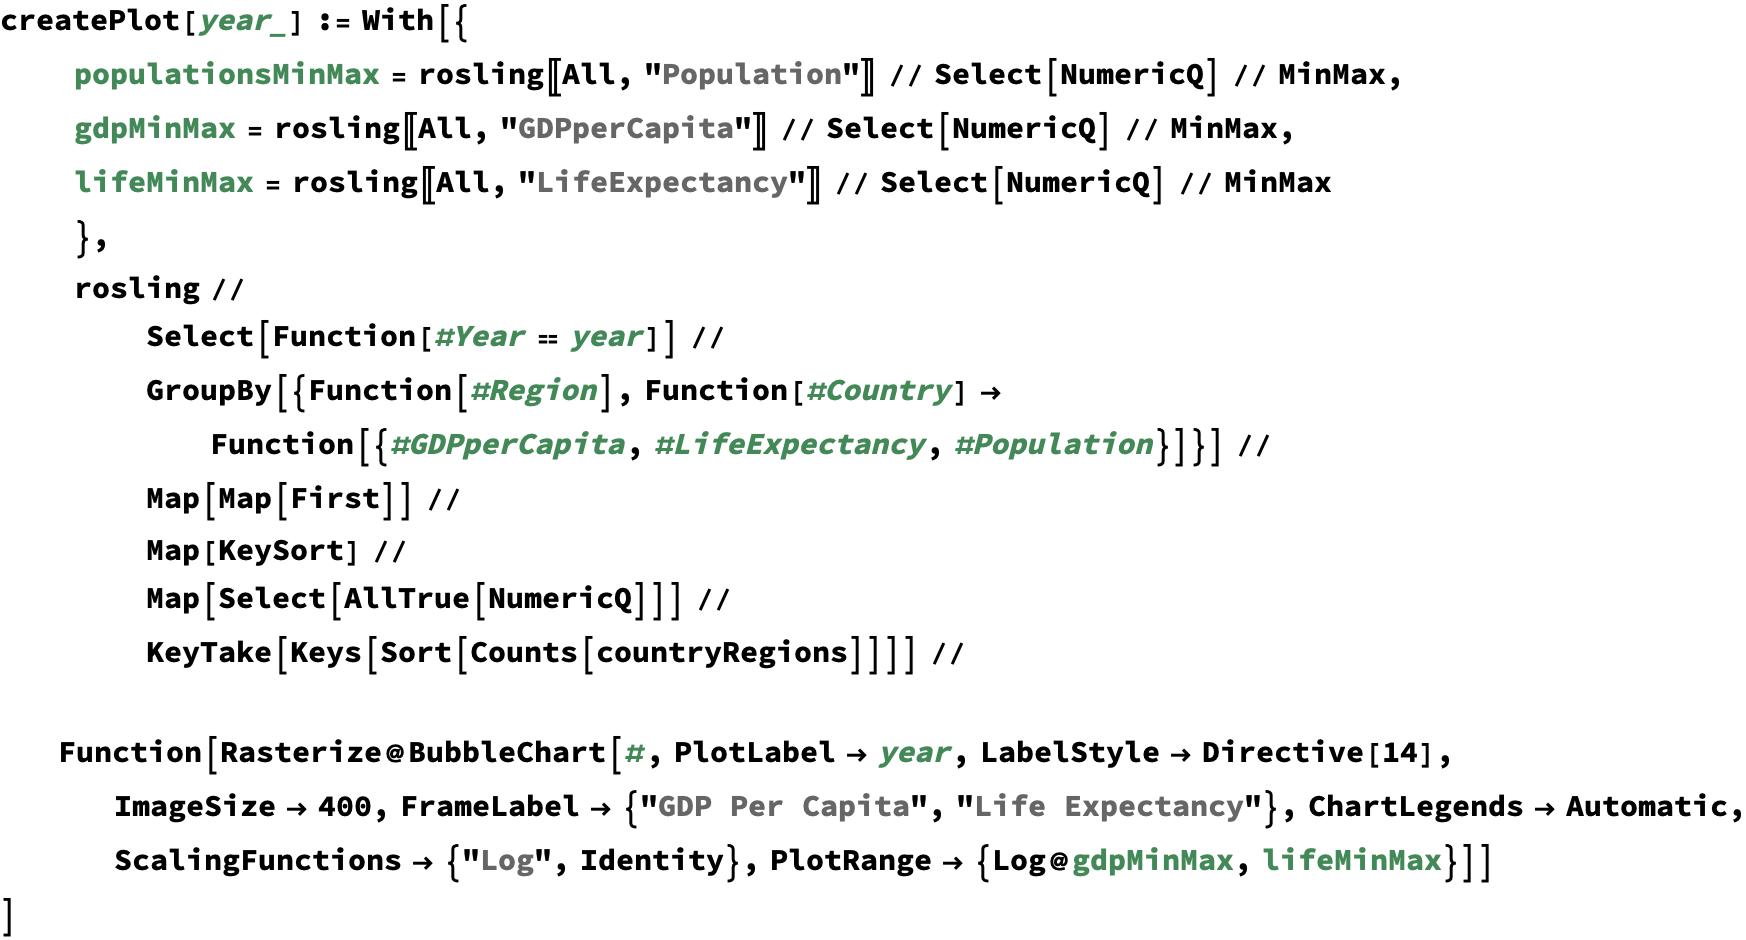 createPlot[year_] := With[{
populationsMinMax = rosling⟦All, "Population"⟧ // Select[NumericQ] // MinMax,
gdpMinMax = rosling⟦All, "GDPperCapita"⟧ // Select[NumericQ] // MinMax,
lifeMinMax = rosling⟦All, "LifeExpectancy"⟧ // Select[NumericQ] // MinMax
},
rosling //
Select[Function[#Year == year]] //
GroupBy[{Function[#Region], Function[#Country] →
Function[{#GDPperCapita, #LifeExpectancy, #Population}]}] //
Map[Map[First]] //
Map[KeySort] //
Map[Select[AllTrue[NumericQ]]] //
KeyTake[Keys[Sort[Counts[countryRegions]]]] //
Function[Rasterize@BubbleChart[#, PlotLabel → year, LabelStyle → Directive[14],
ImageSize → 400, FrameLabel → {"GDP Per Capita", "Life Expectancy"}, ChartLegends → Automatic,
ScalingFunctions → {"Log", Identity}, PlotRange → {Log@gdpMinMax, lifeMinMax}]]
]